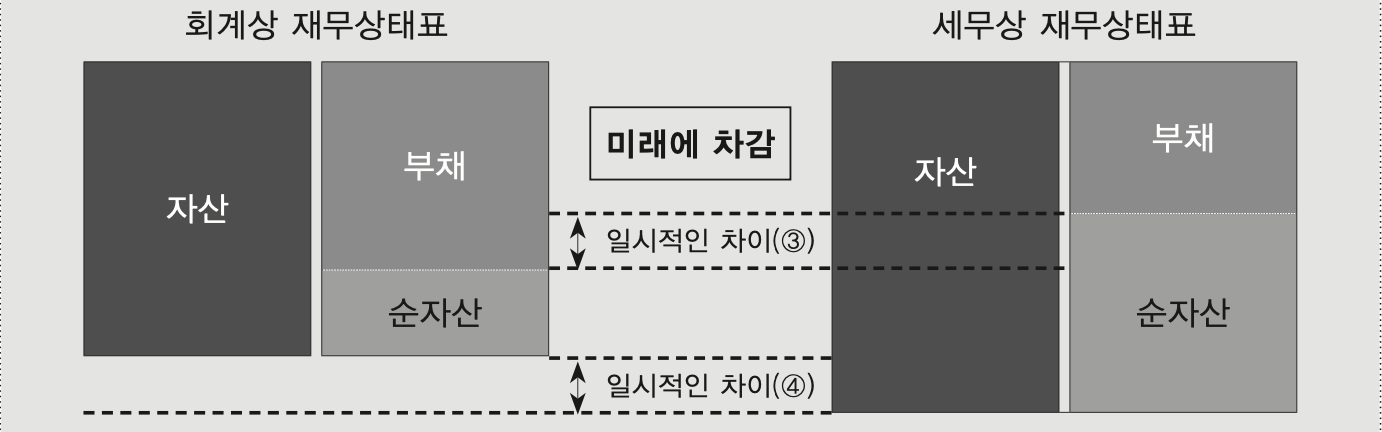 회계상 재무상태표
세무상 재무상태표
자산
부채
순자산
미래에 차감
일시적인 차이(③)
일시적인 차이(④)
자산
부채
순자산